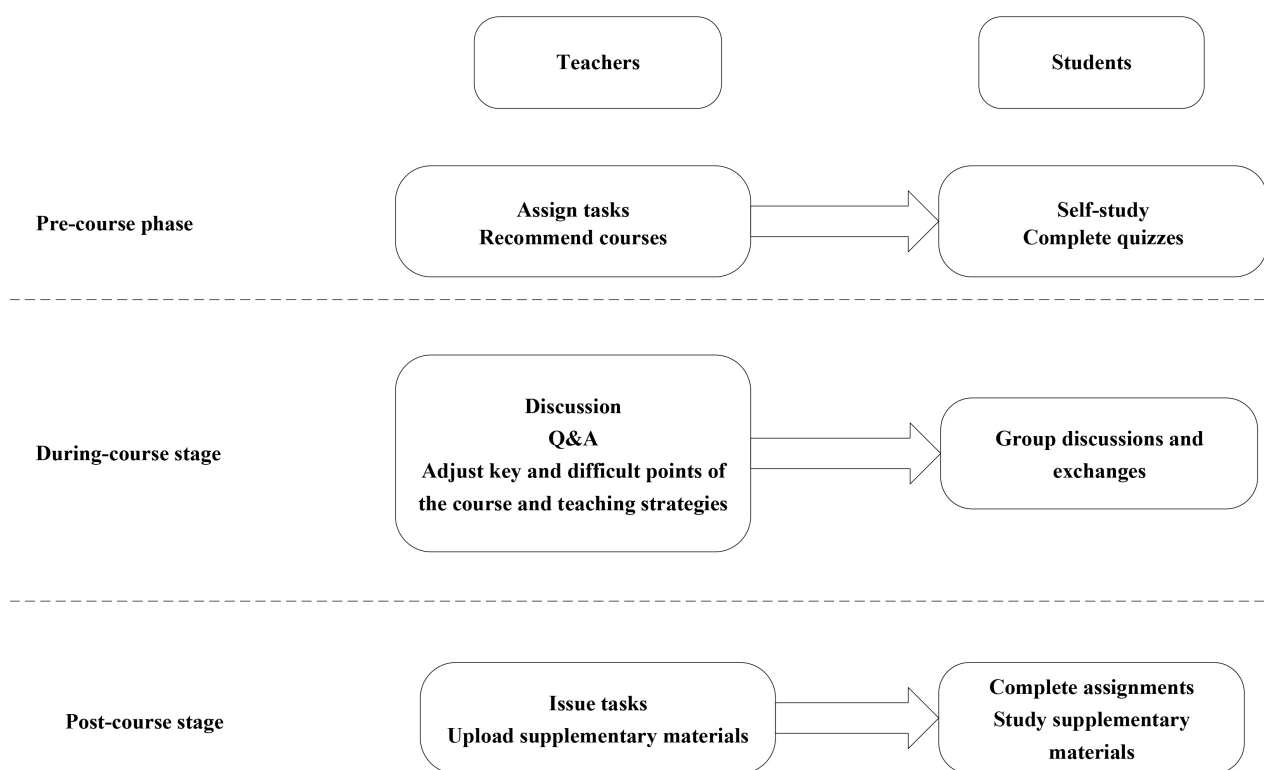 Teachers
Students
Pre-course phase
Assign tasks
Recommend courses
Self-study
Complete quizzes
During-course stage
Discussion
Q&A
Adjust key and difficult points of
the course and teaching strategies
Group discussions and
exchanges
Post-course stage
Issue tasks
Upload supplementary materials
Complete assignments
Study supplementary
materials